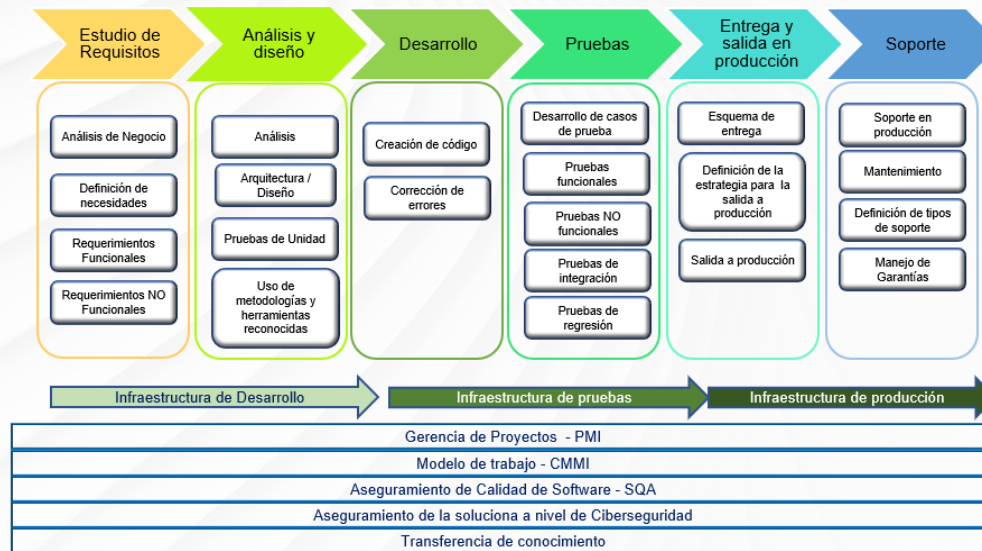 Estudio de
Requisitos
Análisis y
diseño
Desarrollo
Pruebas
Entrega y
salida en
producción
Soporte
Análisis de Negocio
Definición de
necesidades
Requerimientos
Funcionales
Requerimientos NO
Funcionales
Análisis
Arquitectura /
Diseño
Pruebas de Unidad
Uso de
metodologías y
herramientas
reconocidas
Creación de código
Corrección de
errores
Desarrollo de casos
de prueba
Pruebas
funcionales
Pruebas NO
funcionales
Pruebas de
integración
Pruebas de
regresión
Esquema de
entrega
Definición de la
estrategia para la
salida a
producción
Salida a producción
Soporte en
producción
Mantenimiento
Definición de tipos
de soporte
Manejo de
Garantías
Infraestructura de Desarrollo
Infraestructura de pruebas
Infraestructura de producción
Gerencia de Proyectos - PMI
Modelo de trabajo - CMMI
Aseguramiento de Calidad de Software - SQA
Aseguramiento de la soluciona a nivel de Ciberseguridad
Transferencia de conocimiento